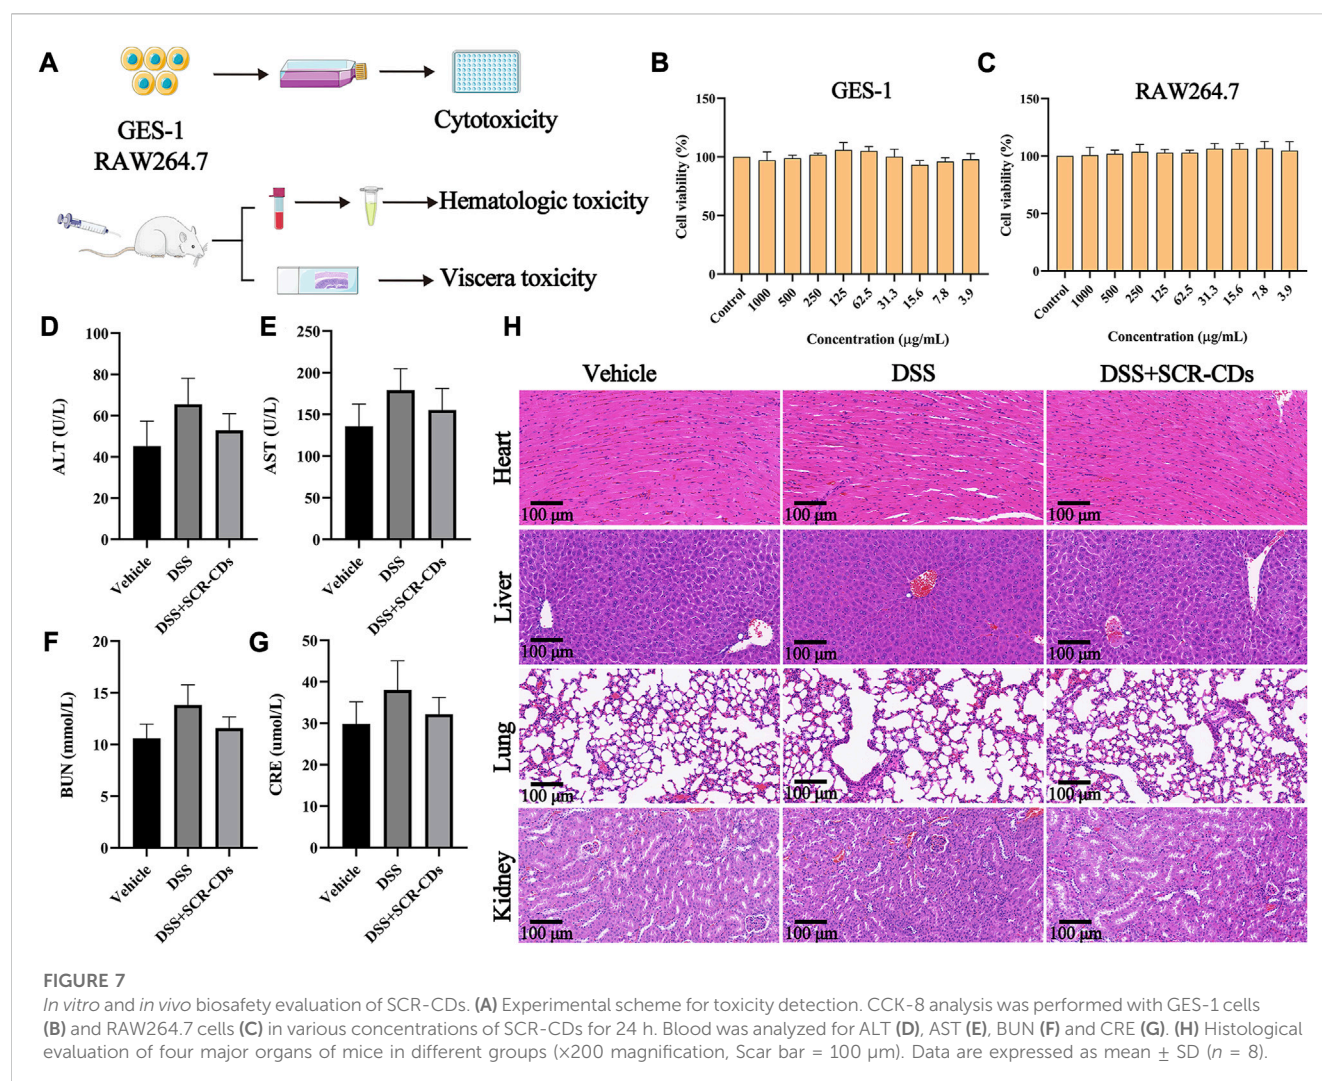 A
GES-1
RAW264.7
Cytotoxicity
Hematologic toxicity
Viscera toxicity
B
GES-1
Cell viability (%)
150
100
50
0
Control
1000
500
250
125
62.5
31.3
15.6
7.8
3.9
Concentration (μg/mL)
C
RAW264.7
Cell viability (%)
150
100
50
0
Control
1000
500
250
125
62.5
31.3
15.6
7.8
3.9
Concentration (μg/mL)
D
ALT (U/L)
100
80
60
40
20
0
Vehicle
DSS
DSS+SCR-CDs
E
AST (U/L)
250
200
150
100
50
0
Vehicle
DSS
DSS+SCR-CDs
F
BUN (mmol/L)
20
15
10
5
0
Vehicle
DSS
DSS+SCR-CDs
G
CRE (umol/L)
50
40
30
20
10
0
Vehicle
DSS
DSS+SCR-CDs
H
Vehicle
DSS
DSS+SCR-CDs
Heart
100 μm
100 μm
100 μm
Liver
100 μm
100 μm
100 μm
Lung
100 μm
100 μm
100 μm
Kidney
100 μm
100 μm
100 μm
FIGURE 7
In vitro and in vivo biosafety evaluation of SCR-CDs. (A) Experimental scheme for toxicity detection. CCK-8 analysis was performed with GES-1 cells
(B) and RAW264.7 cells (C) in various concentrations of SCR-CDs for 24 h. Blood was analyzed for ALT (D), AST (E), BUN (F) and CRE (G). (H) Histological
evaluation of four major organs of mice in different groups (×200 magnification, Scar bar = 100 μm). Data are expressed as mean ± SD (n = 8).